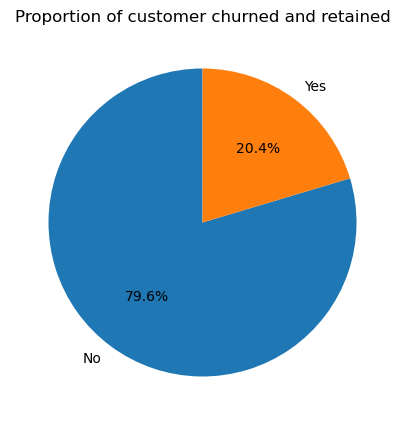 Proportion of customer churned and retained
Yes
20.4%
79.6%
No